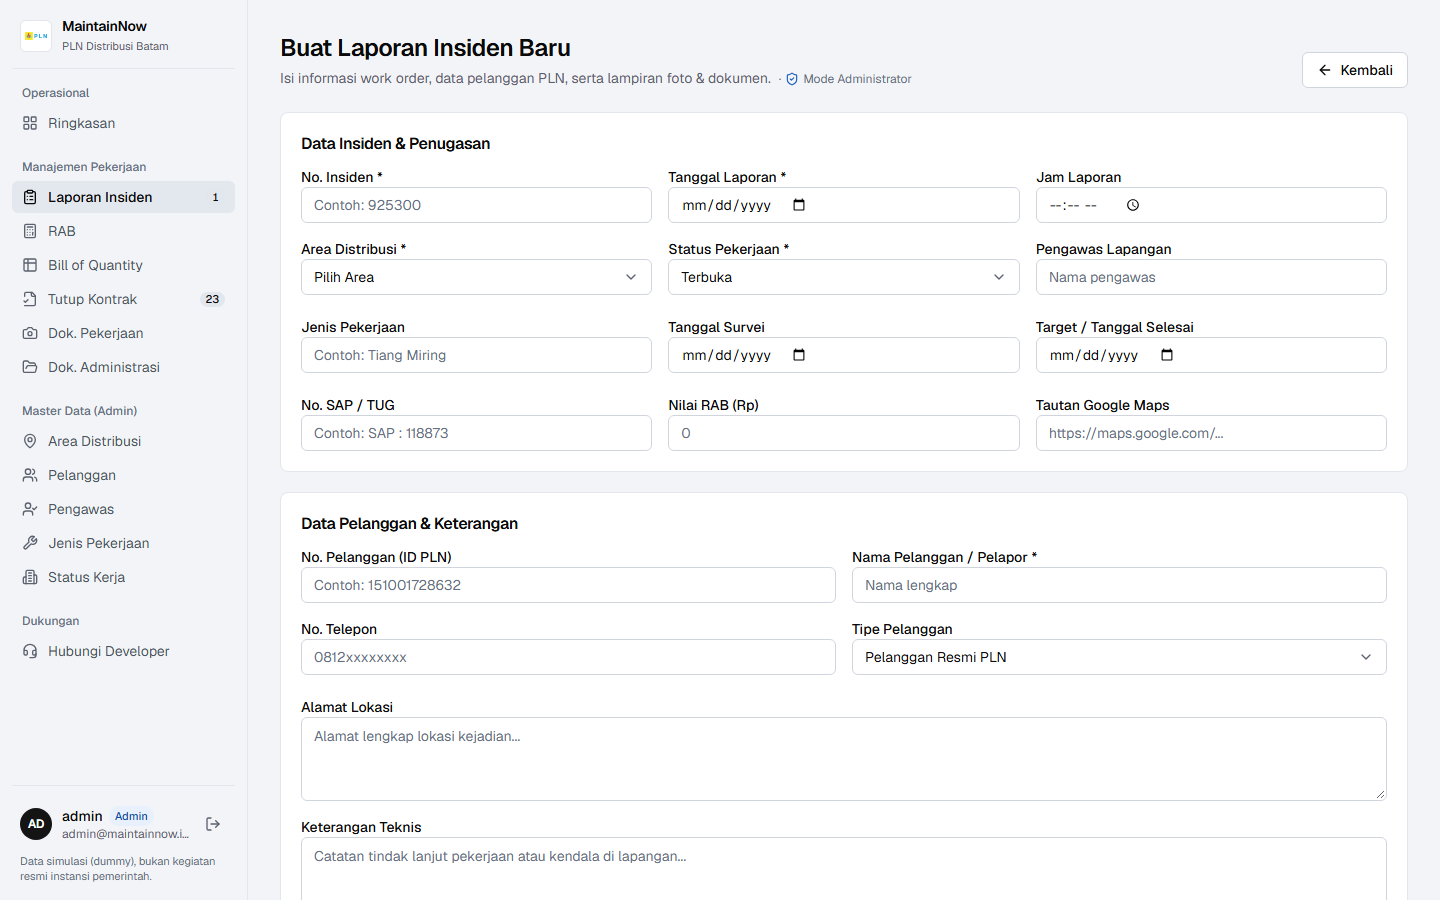 A PLN
MaintainNow
PLN Distribusi Batam
Operasional
Ringkasan
Manajemen Pekerjaan
Laporan Insiden 1
RAB
Bill of Quantity
Tutup Kontrak 23
Dok. Pekerjaan
Dok. Administrasi
Master Data (Admin)
Area Distribusi
Pelanggan
Pengawas
Jenis Pekerjaan
Status Kerja
Dukungan
Hubungi Developer
AD
admin Admin
admin@maintainnow.i...
Data simulasi (dummy), bukan kegiatan
resmi instansi pemerintah.
Buat Laporan Insiden Baru
Isi informasi work order, data pelanggan PLN, serta lampiran foto & dokumen. · Mode Administrator
Kembali
Data Insiden & Penugasan
No. Insiden * Tanggal Laporan * Jam Laporan
Contoh: 925300 mm/dd/yyyy --:-- --
Area Distribusi * Status Pekerjaan * Pengawas Lapangan
Pilih Area Terbuka Nama pengawas
Jenis Pekerjaan Tanggal Survei Target / Tanggal Selesai
Contoh: Tiang Miring mm/dd/yyyy mm/dd/yyyy
No. SAP / TUG Nilai RAB (Rp) Tautan Google Maps
Contoh: SAP : 118873 0 https://maps.google.com/...
Data Pelanggan & Keterangan
No. Pelanggan (ID PLN) Nama Pelanggan / Pelapor *
Contoh: 151001728632 Nama lengkap
No. Telepon Tipe Pelanggan
0812xxxxxxxx Pelanggan Resmi PLN
Alamat Lokasi
Alamat lengkap lokasi kejadian...
Keterangan Teknis
Catatan tindak lanjut pekerjaan atau kendala di lapangan...